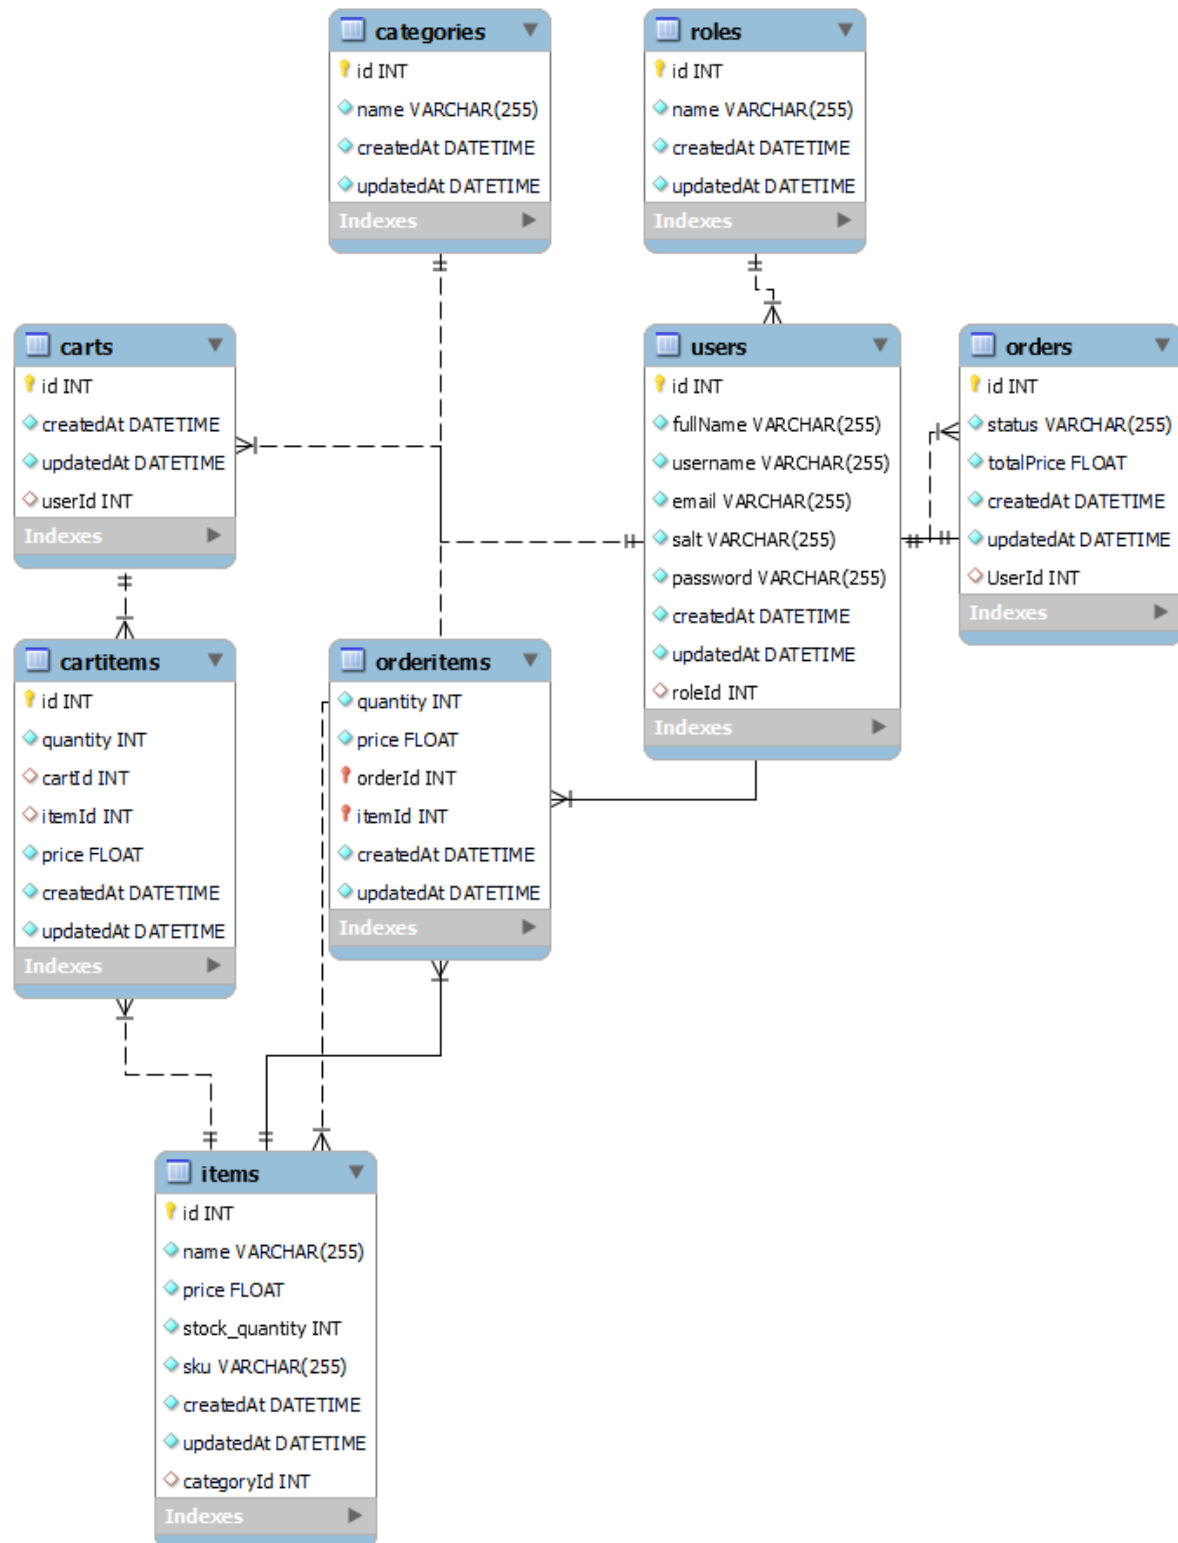 categories
id INT
name VARCHAR(255)
createdAt DATETIME
updatedAt DATETIME
Indexes
roles
id INT
name VARCHAR(255)
createdAt DATETIME
updatedAt DATETIME
Indexes
carts
id INT
createdAt DATETIME
updatedAt DATETIME
userId INT
Indexes
users
id INT
fullName VARCHAR(255)
username VARCHAR(255)
email VARCHAR(255)
salt VARCHAR(255)
password VARCHAR(255)
createdAt DATETIME
updatedAt DATETIME
roleId INT
Indexes
orders
id INT
status VARCHAR(255)
totalPrice FLOAT
createdAt DATETIME
updatedAt DATETIME
UserId INT
Indexes
cartitems
id INT
quantity INT
cartId INT
itemId INT
price FLOAT
createdAt DATETIME
updatedAt DATETIME
Indexes
orderitems
quantity INT
price FLOAT
orderId INT
itemId INT
createdAt DATETIME
updatedAt DATETIME
Indexes
items
id INT
name VARCHAR(255)
price FLOAT
stock_quantity INT
sku VARCHAR(255)
createdAt DATETIME
updatedAt DATETIME
categoryId INT
Indexes